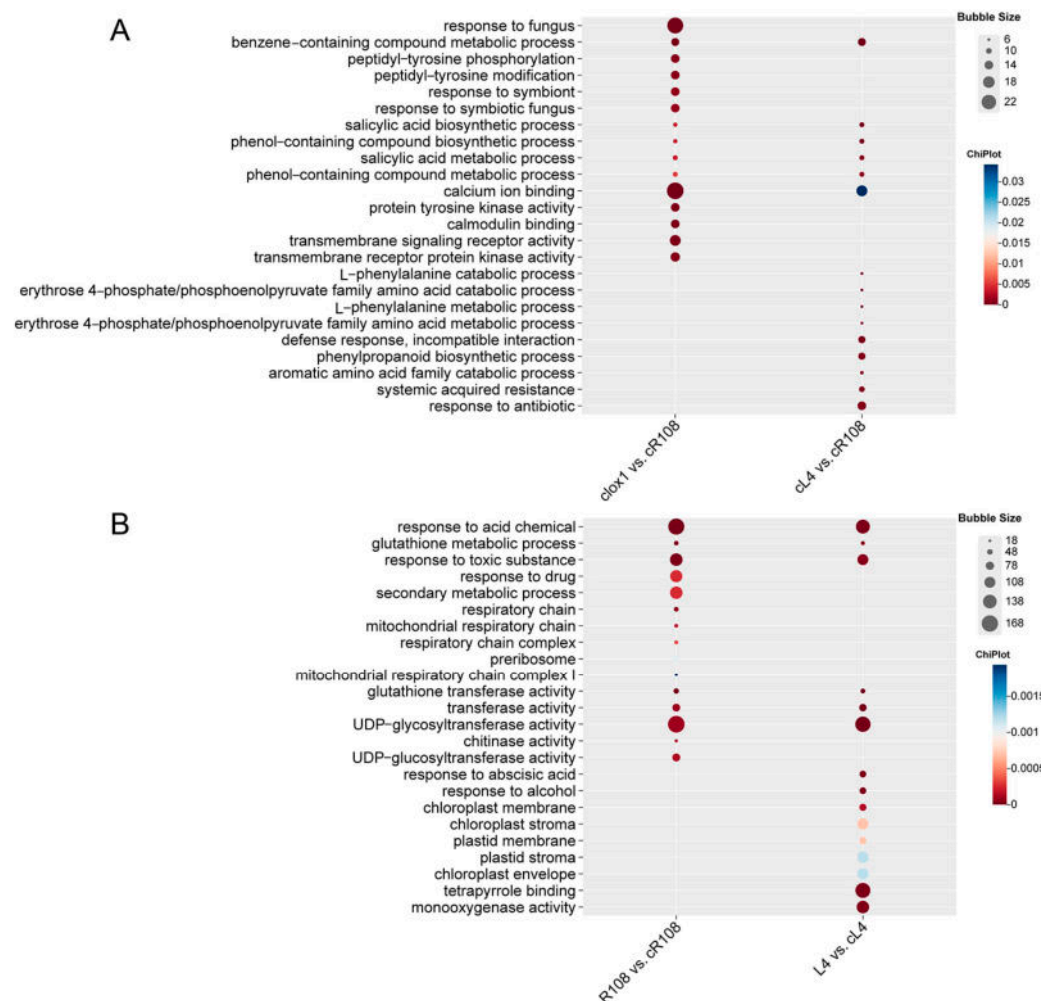 A
response to fungus
benzene-containing compound metabolic process
peptidyl-tyrosine phosphorylation
peptidyl-tyrosine modification
response to symbiont
response to symbiotic fungus
salicylic acid biosynthetic process
phenol-containing compound biosynthetic process
salicylic acid metabolic process
phenol-containing compound metabolic process
calcium ion binding
protein tyrosine kinase activity
calmodulin binding
transmembrane signaling receptor activity
transmembrane receptor protein kinase activity
L-phenylalanine catabolic process
erythrose 4-phosphate/phosphoenolpyruvate family amino acid catabolic process
L-phenylalanine metabolic process
erythrose 4-phosphate/phosphoenolpyruvate family amino acid metabolic process
defense response, incompatible interaction
phenylpropanoid biosynthetic process
aromatic amino acid family catabolic process
systemic acquired resistance
response to antibiotic
clox1 vs. cR108
cL4 vs. cR108
Bubble Size
6
10
14
18
22
ChiPlot
0.03
0.025
0.02
0.015
0.01
0.005
0
B
response to acid chemical
glutathione metabolic process
response to toxic substance
response to drug
secondary metabolic process
respiratory chain
mitochondrial respiratory chain
respiratory chain complex
preribosome
mitochondrial respiratory chain complex I
glutathione transferase activity
transferase activity
UDP-glycosyltransferase activity
chitinase activity
UDP-glucosyltransferase activity
response to abscisic acid
response to alcohol
chloroplast membrane
chloroplast stroma
plastid membrane
plastid stroma
chloroplast envelope
tetrapyrrole binding
monooxygenase activity
R108 vs. cR108
L4 vs. cL4
Bubble Size
18
48
78
108
138
168
ChiPlot
0.0015
0.001
0.0005
0